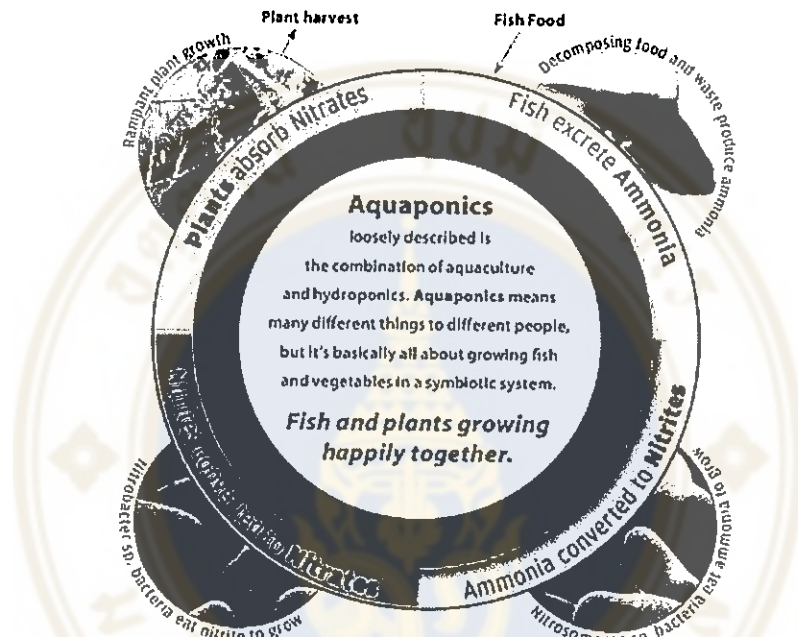 Plant harvest
Fish Food
Rampant plant growth
Decomposing food and waste produce ammonia
Plants absorb Nitrates
Fish excrete Ammonia
Aquaponics
loosely described is
the combination of aquaculture
and hydroponics. Aquaponics means
many different things to different people,
but it's basically all about growing fish
and vegetables in a symbiotic system.
Fish and plants growing
happily together.
Nitrates
Ammonia converted to Nitrites
Nitrobacter sp. bacteria eat nitrite to grow
sp. bacteria eat ammonia to grow